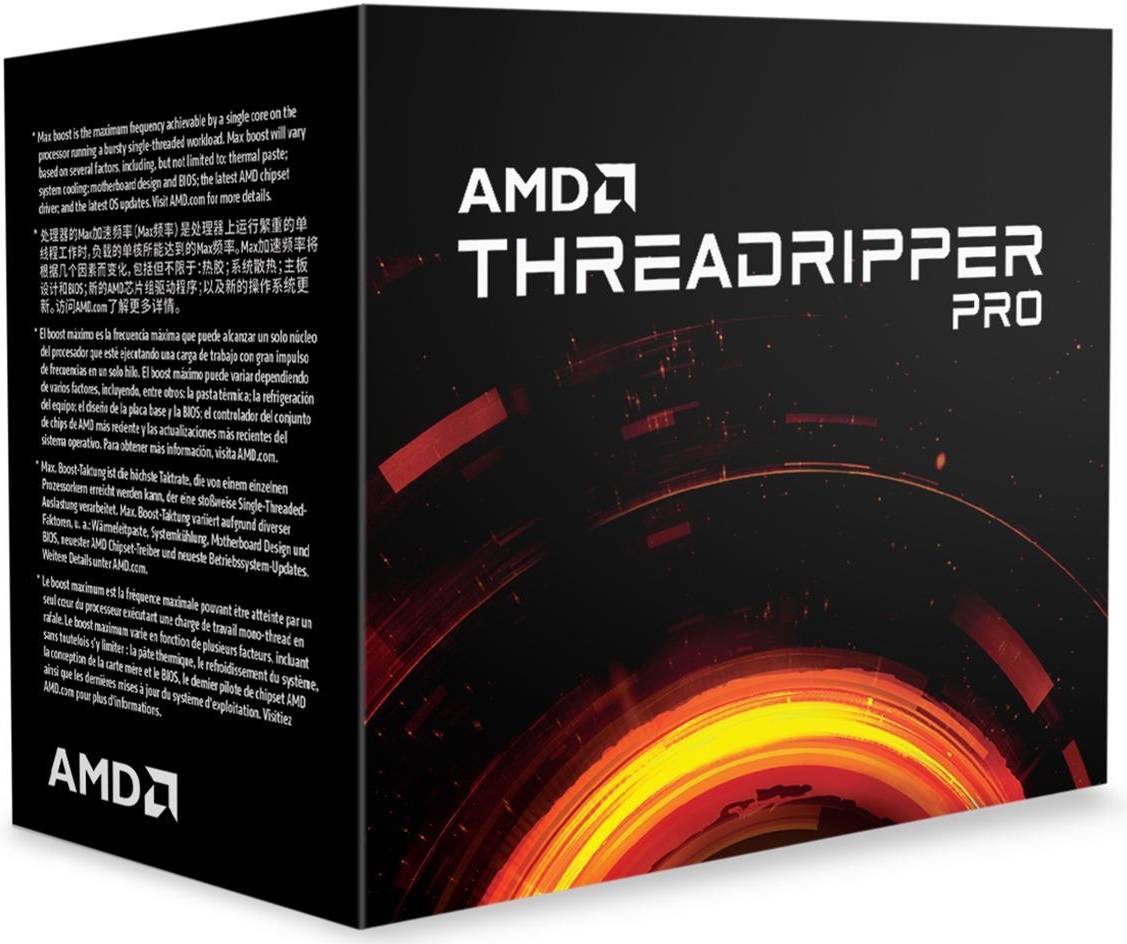 * Max boost is the maximum frequency achievable by a single core on the
processor running a bursty single-threaded workload. Max boost will vary
based on several factors, including, but not limited to: thermal paste;
system cooling; motherboard design and BIOS; the latest AMD chipset
driver; and the latest OS updates. Visit AMD.com for more details.
* 处理器的Max加速频率(Max频率)是处理器上运行繁重的单
线程工作时,负载的单核所能达到的Max频率。Max加速频率将
根据几个因素而变化,包括但不限于:热胶;系统散热;主板
设计和BIOS;新的AMD芯片组驱动程序;以及新的操作系统更
新。访问AMD.com了解更多详情。
* El boost máximo es la frecuencia máxima que puede alcanzar un solo núcleo
del procesador que esté ejecutando una carga de trabajo con gran impulso
de frecuencias en un solo hilo. El boost máximo puede variar dependiendo
de varios factores, incluyendo, entre otros: la pasta térmica; la refrigeración
del equipo; el diseño de la placa base y la BIOS; el controlador del conjunto
de chips de AMD más reciente y las actualizaciones más recientes del
sistema operativo. Para obtener más información, visita AMD.com.
* Max. Boost-Taktung ist die höchste Taktrate, die von einem einzelnen
Prozessorkern erreicht werden kann, der eine stoßweise Single-Threaded-
Auslastung verarbeitet. Max. Boost-Taktung variiert aufgrund diverser
Faktoren, u. a.: Wärmeleitpaste, Systemkühlung, Motherboard Design und
BIOS, neuester AMD Chipset-Treiber und neueste Betriebssystem-Updates.
Weitere Details unter AMD.com.
* Le boost maximum est la fréquence maximale pouvant être atteinte par un
seul cœur du processeur exécutant une charge de travail mono-thread en
rafale. Le boost maximum varie en fonction de plusieurs facteurs, incluant
sans toutefois s'y limiter : la pâte thermique, le refroidissement du système,
la conception de la carte mère et le BIOS, le dernier pilote de chipset AMD
ainsi que les dernières mises à jour du système d'exploitation. Visitiez
AMD.com pour plus d'informatiors.
AMD
AMD
THREADRIPPER
PRO